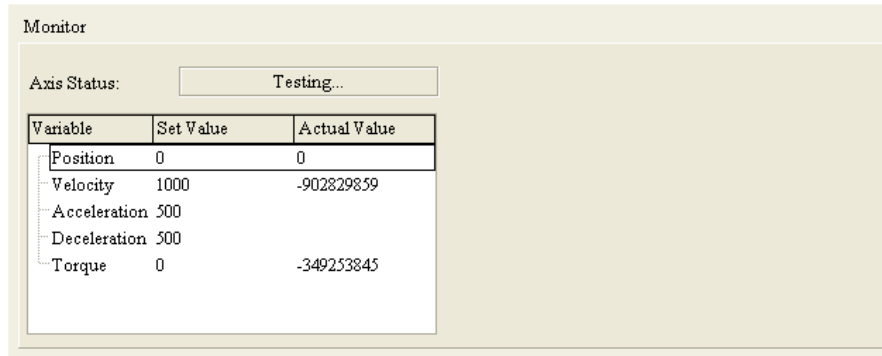 Monitor
Axis Status: Testing...
Variable Set Value Actual Value
Position 0 0
Velocity 1000 -902829859
Acceleration 500
Deceleration 500
Torque 0 -349253845